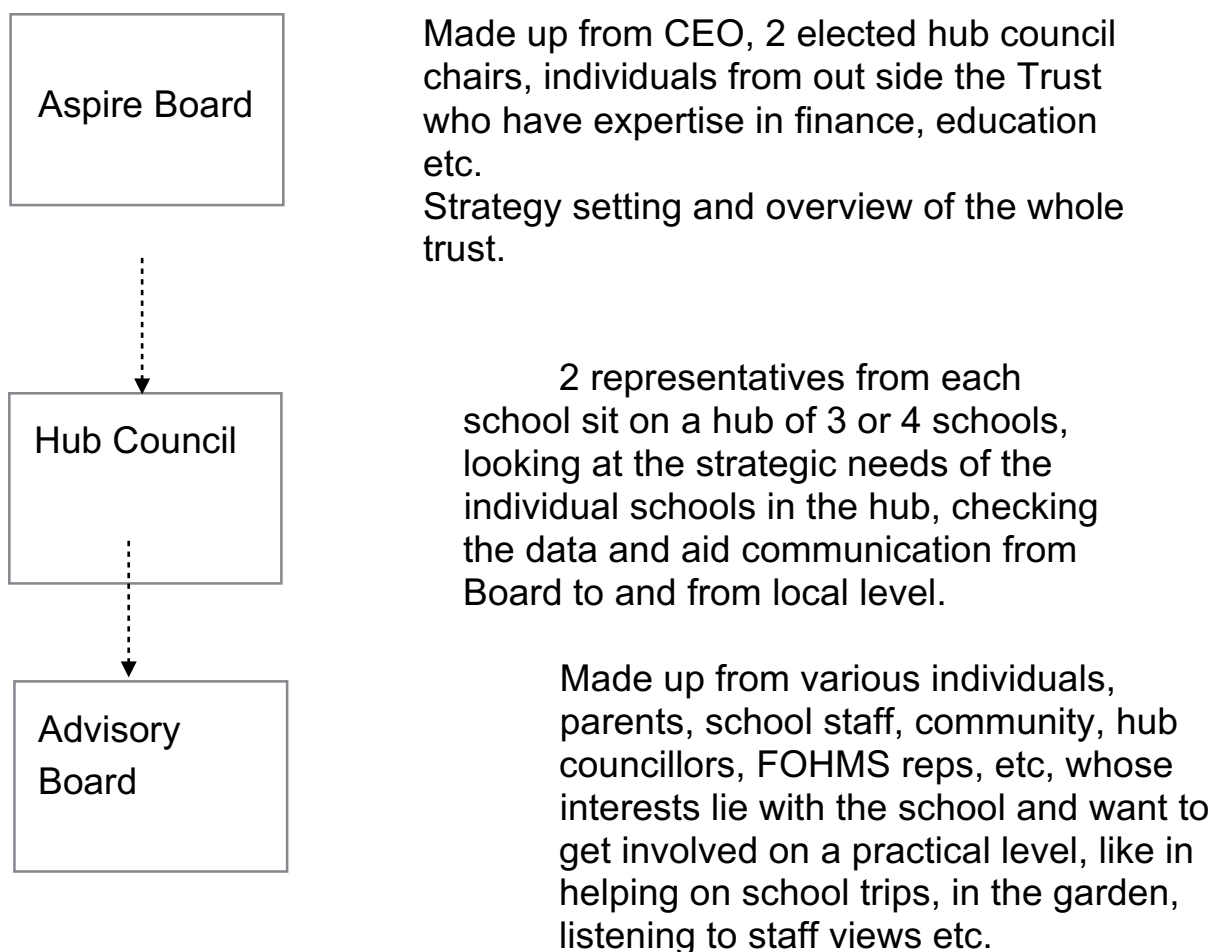 Aspire Board
Made up from CEO, 2 elected hub council
chairs, individuals from out side the Trust
who have expertise in finance, education
etc.
Strategy setting and overview of the whole
trust.
Hub Council
2 representatives from each
school sit on a hub of 3 or 4 schools,
looking at the strategic needs of the
individual schools in the hub, checking
the data and aid communication from
Board to and from local level.
Advisory
Board
Made up from various individuals,
parents, school staff, community, hub
councillors, FOHMS reps, etc, whose
interests lie with the school and want to
get involved on a practical level, like in
helping on school trips, in the garden,
listening to staff views etc.